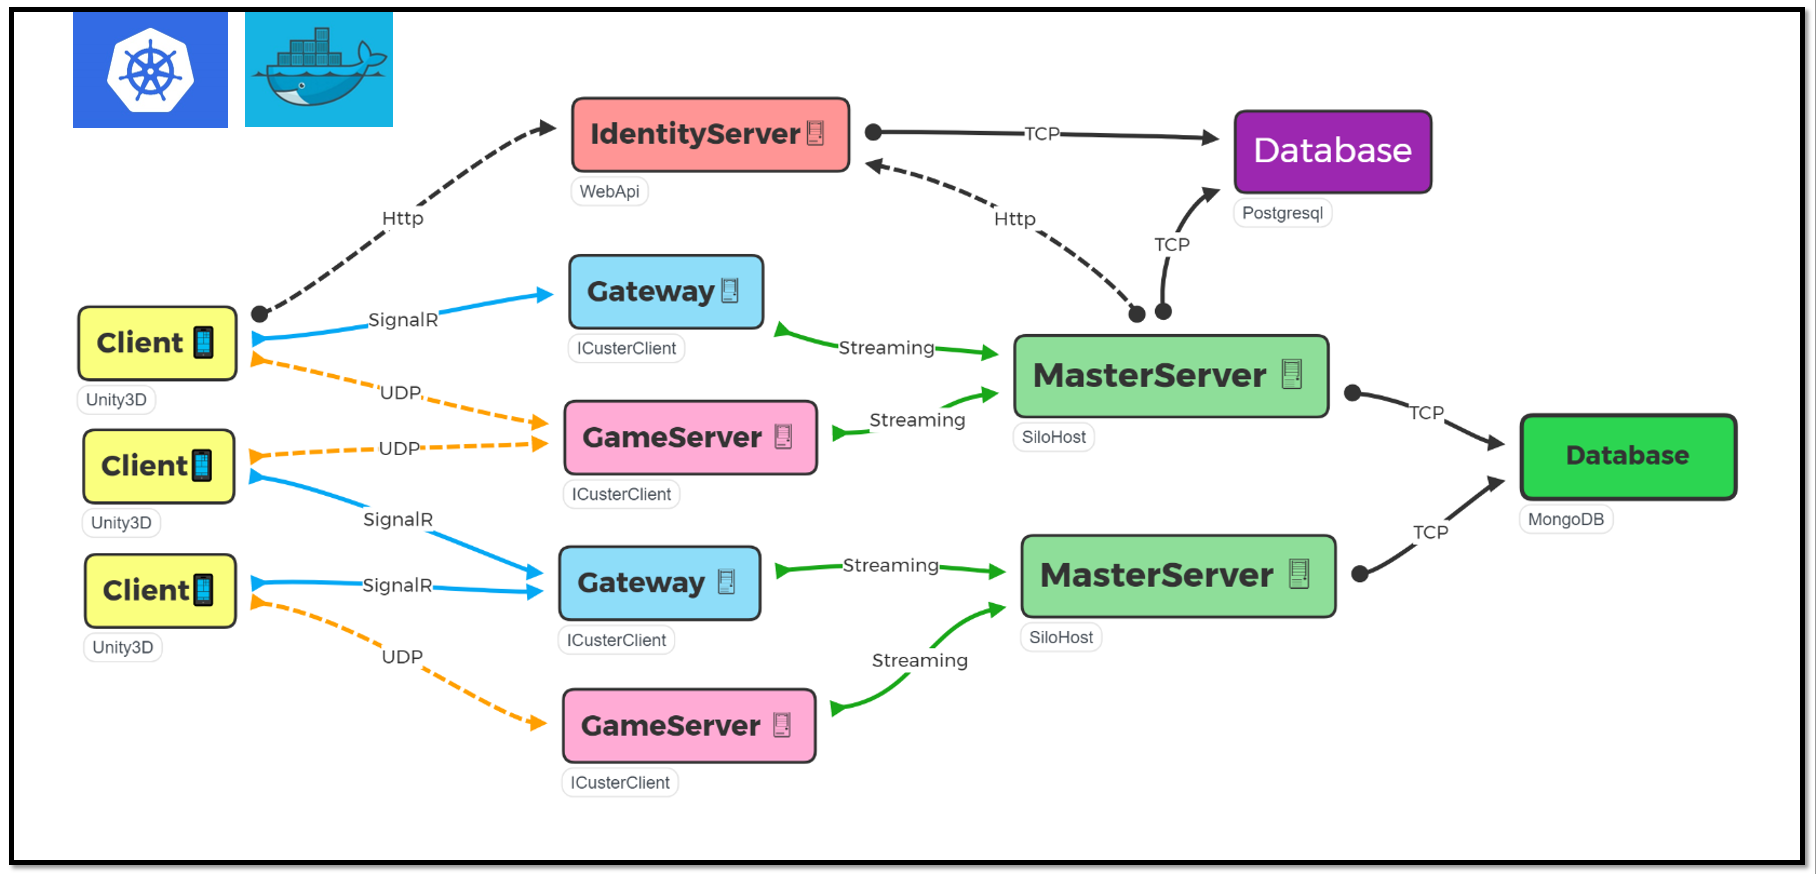 IdentityServer
WebApi
TCP
Database
Postgresql
Http
Http
TCP
Gateway
ICusterClient
SignalR
Client
Unity3D
Streaming
MasterServer
SiloHost
UDP
GameServer
ICusterClient
Streaming
TCP
Database
MongoDB
Client
Unity3D
UDP
SignalR
Gateway
ICusterClient
Streaming
MasterServer
SiloHost
TCP
Client
Unity3D
SignalR
UDP
Streaming
GameServer
ICusterClient